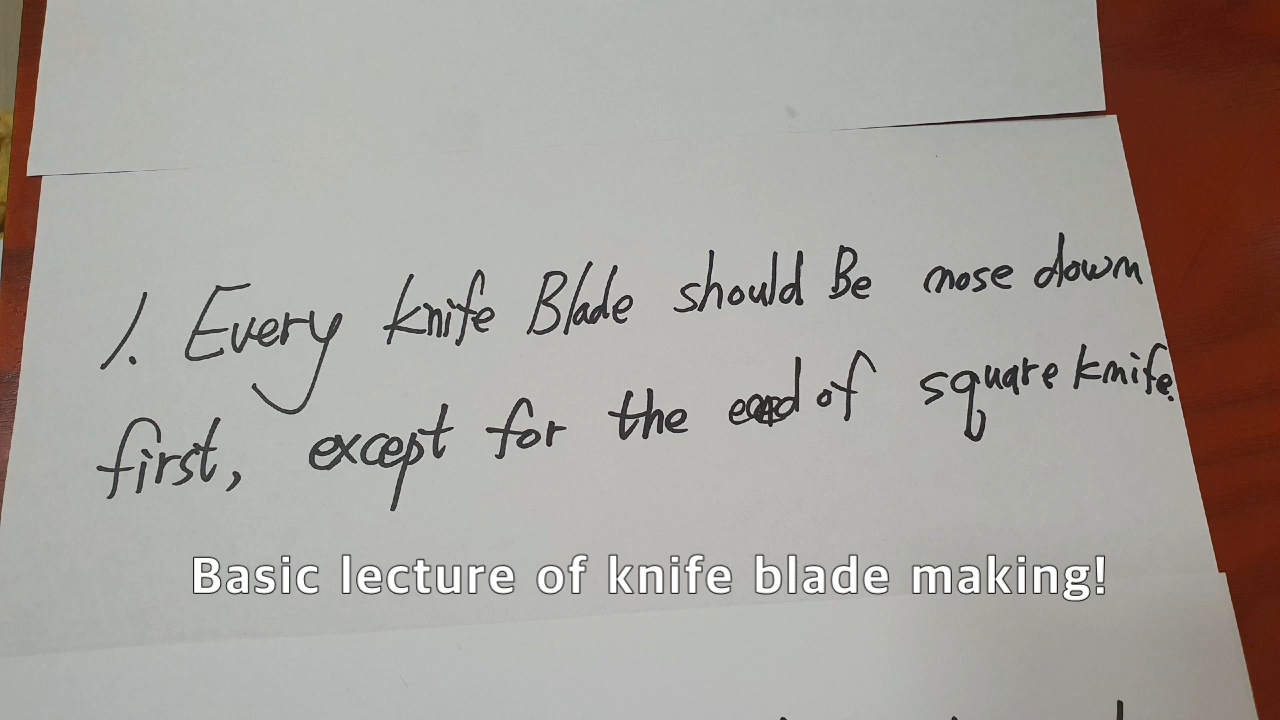 1. Every knife Blade should Be nose down
first, except for the end of square knife.
Basic lecture of knife blade making!